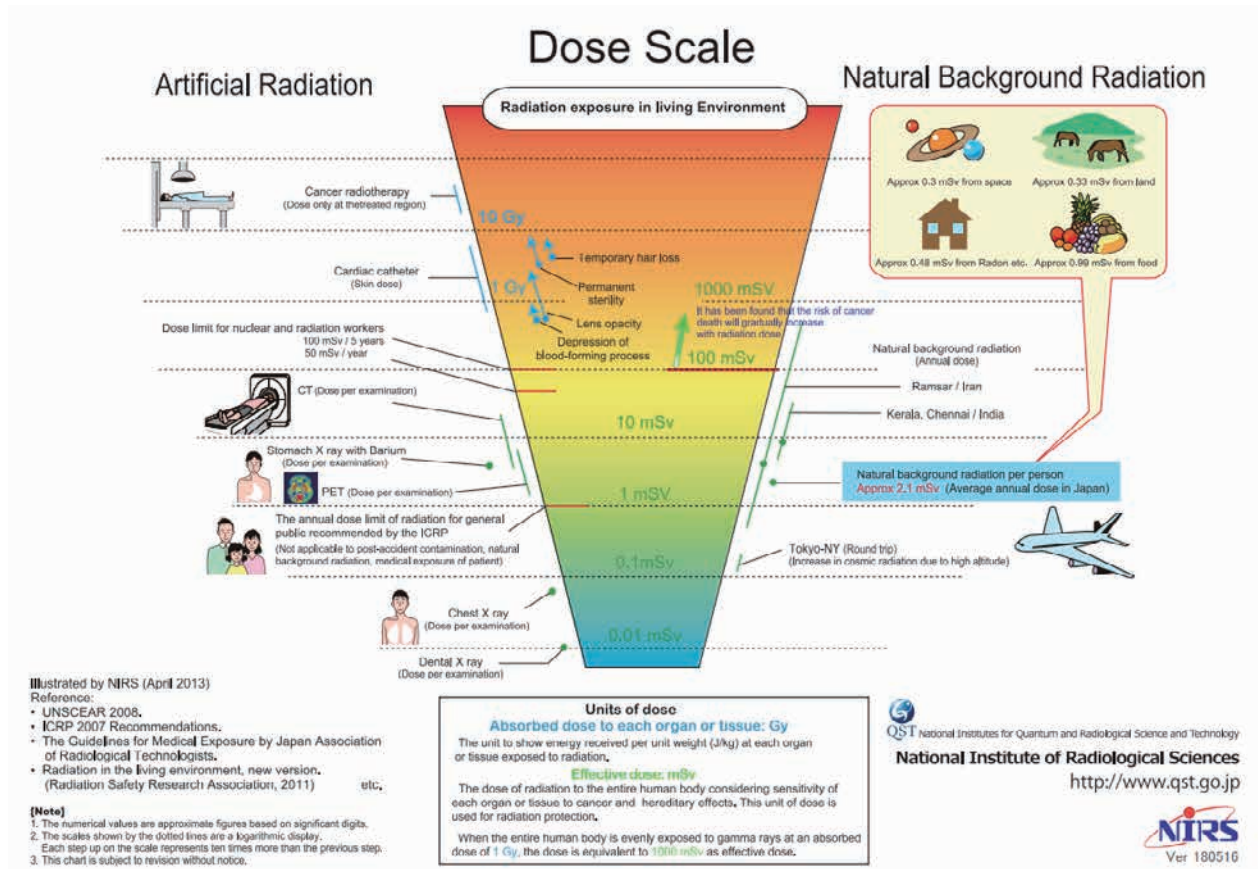 Dose Scale
Artificial Radiation
Natural Background Radiation
Radiation exposure in living Environment
Approx 0.3 mSv from space
Approx 0.33 mSv from land
Approx 0.48 mSv from Radon etc.
Approx 0.99 mSv from food
Cancer radiotherapy
(Dose only at thetreated region)
10 Gy
Cardiac catheter
(Skin dose)
1 Gy
Temporary hair loss
Permanent
sterility
Lens opacity
Depression of
blood-forming process
1000 mSV
It has been found that the risk of cancer
death will gradually increase
with radiation dose
100 mSv
Dose limit for nuclear and radiation workers
100 mSv / 5 years
50 mSv / year
Natural background radiation
(Annual dose)
Ramsar / Iran
Kerala, Chennai / India
CT (Dose per examination)
10 mSv
Stomach X ray with Barium
(Dose per examination)
PET (Dose per examination)
1 mSV
Natural background radiation per person
Approx 2.1 mSv (Average annual dose in Japan)
The annual dose limit of radiation for general
public recommended by the ICRP
(Not applicable to post-accident contamination, natural
background radiation, medical exposure of patient)
0.1mSv
Tokyo-NY (Round trip)
(Increase in cosmic radiation due to high altitude)
Chest X ray
(Dose per examination)
0.01 mSv
Dental X ray
(Dose per examination)
Illustrated by NIRS (April 2013)
Reference:
• UNSCEAR 2008.
• ICRP 2007 Recommendations.
• The Guidelines for Medical Exposure by Japan Association
of Radiological Technologists.
• Radiation in the living environment, new version.
(Radiation Safety Research Association, 2011) etc.
[Note]
1. The numerical values are approximate figures based on significant digits.
2. The scales shown by the dotted lines are a logarithmic display.
Each step up on the scale represents ten times more than the previous step.
3. This chart is subject to revision without notice.
Units of dose
Absorbed dose to each organ or tissue: Gy
The unit to show energy received per unit weight (J/kg) at each organ
or tissue exposed to radiation.
Effective dose: mSv
The dose of radiation to the entire human body considering sensitivity of
each organ or tissue to cancer and hereditary effects. This unit of dose is
used for radiation protection.
When the entire human body is evenly exposed to gamma rays at an absorbed
dose of 1 Gy, the dose is equivalent to 1000 mSv as effective dose.
QST National Institutes for Quantum and Radiological Science and Technology
National Institute of Radiological Sciences
http://www.qst.go.jp
NIRS
Ver 180516